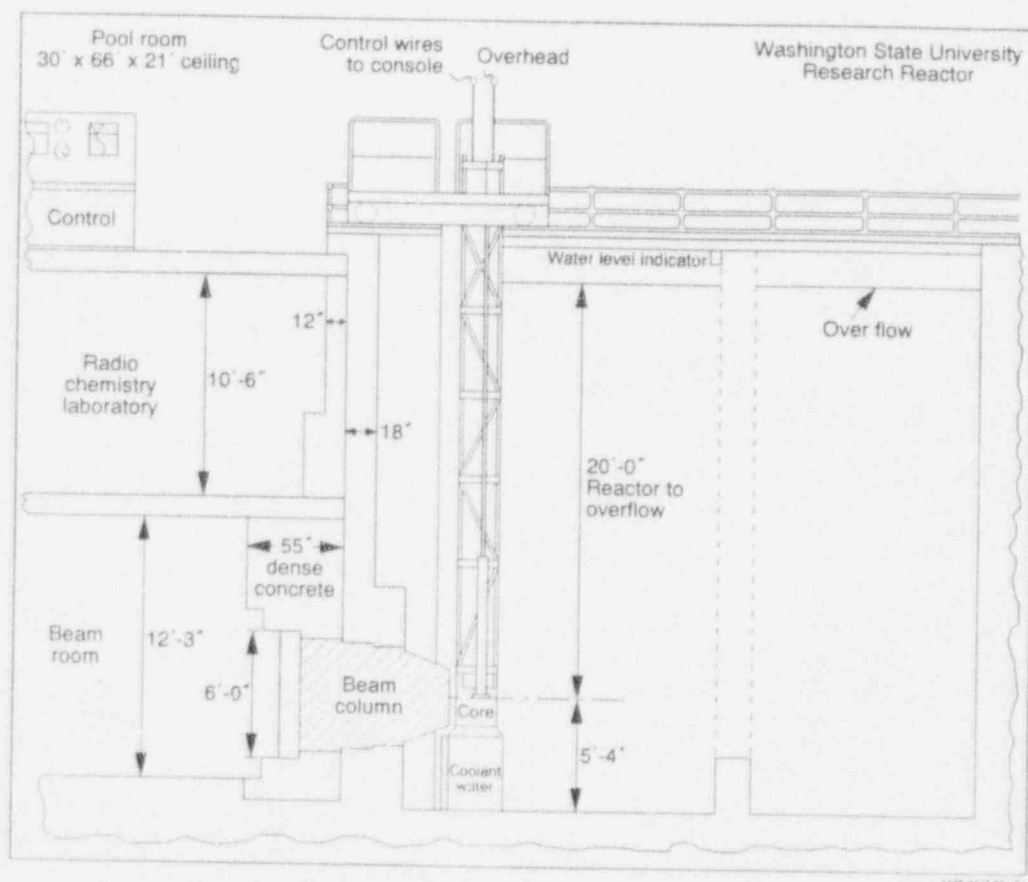 Pool room
30´ x 66´ x 21´ ceiling
Control wires
to console
Overhead
Washington State University
Research Reactor
Control
Water level indicator
Over flow
12˝
10´-6˝
Radio
chemistry
laboratory
18˝
20´-0˝
Reactor to
overflow
55˝
dense
concrete
Beam
room
12´-3˝
6´-0˝
Beam
column
Core
5´-4˝
Coolant
water